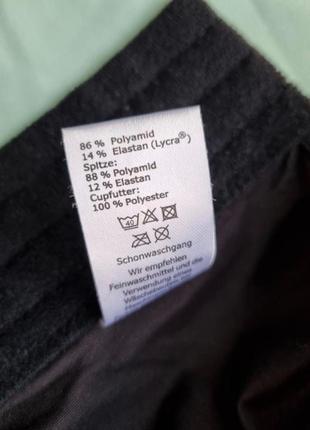 86 % Polyamid
14 % Elastan (Lycra®)
Spitze:
88 % Polyamid
12 % Elastan
Cupfutter:
100 % Polyester
40
Schonwaschgang
Wir empfehlen
Feinwaschmittel und die
Verwendung eines